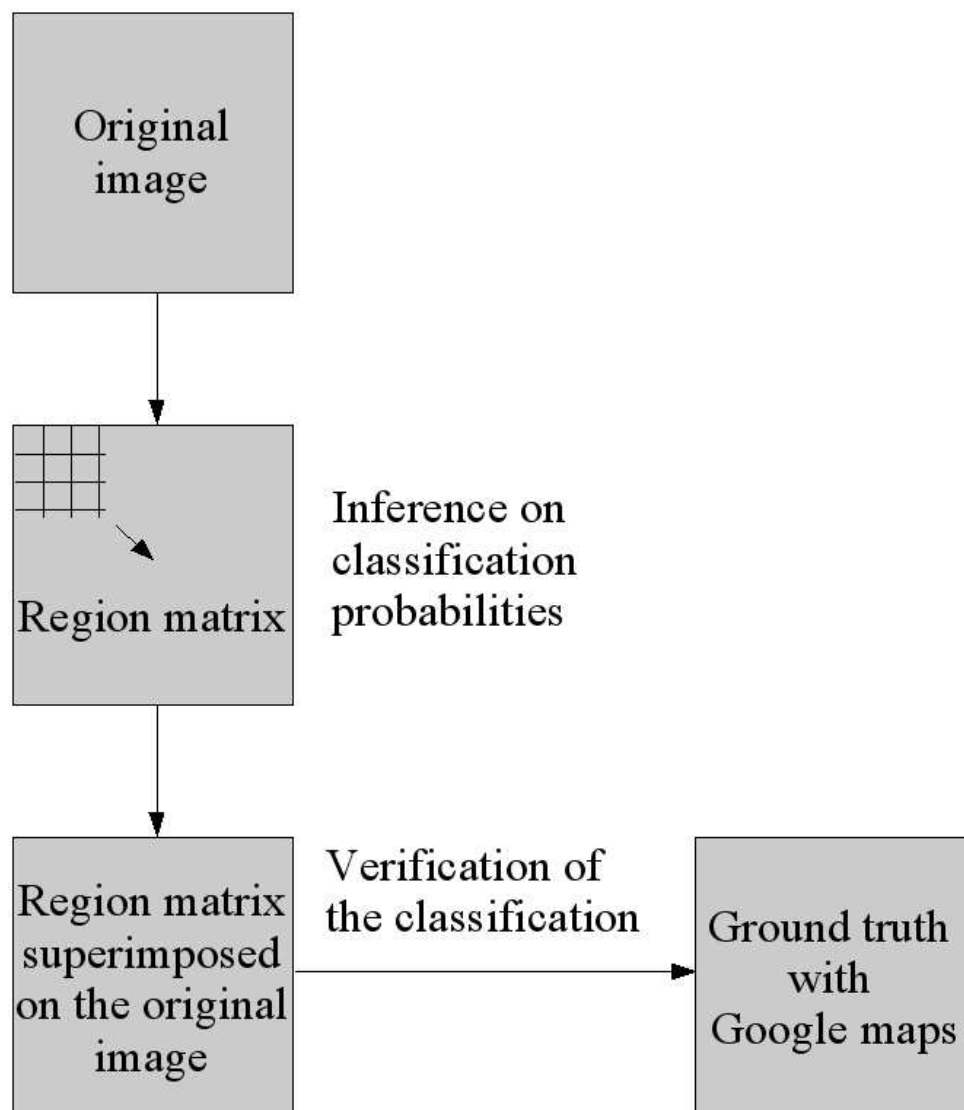 Original
image
Inference on
classification
probabilities
Region matrix
Region matrix
superimposed
on the original
image
Verification of
the classification
Ground truth
with
Google maps